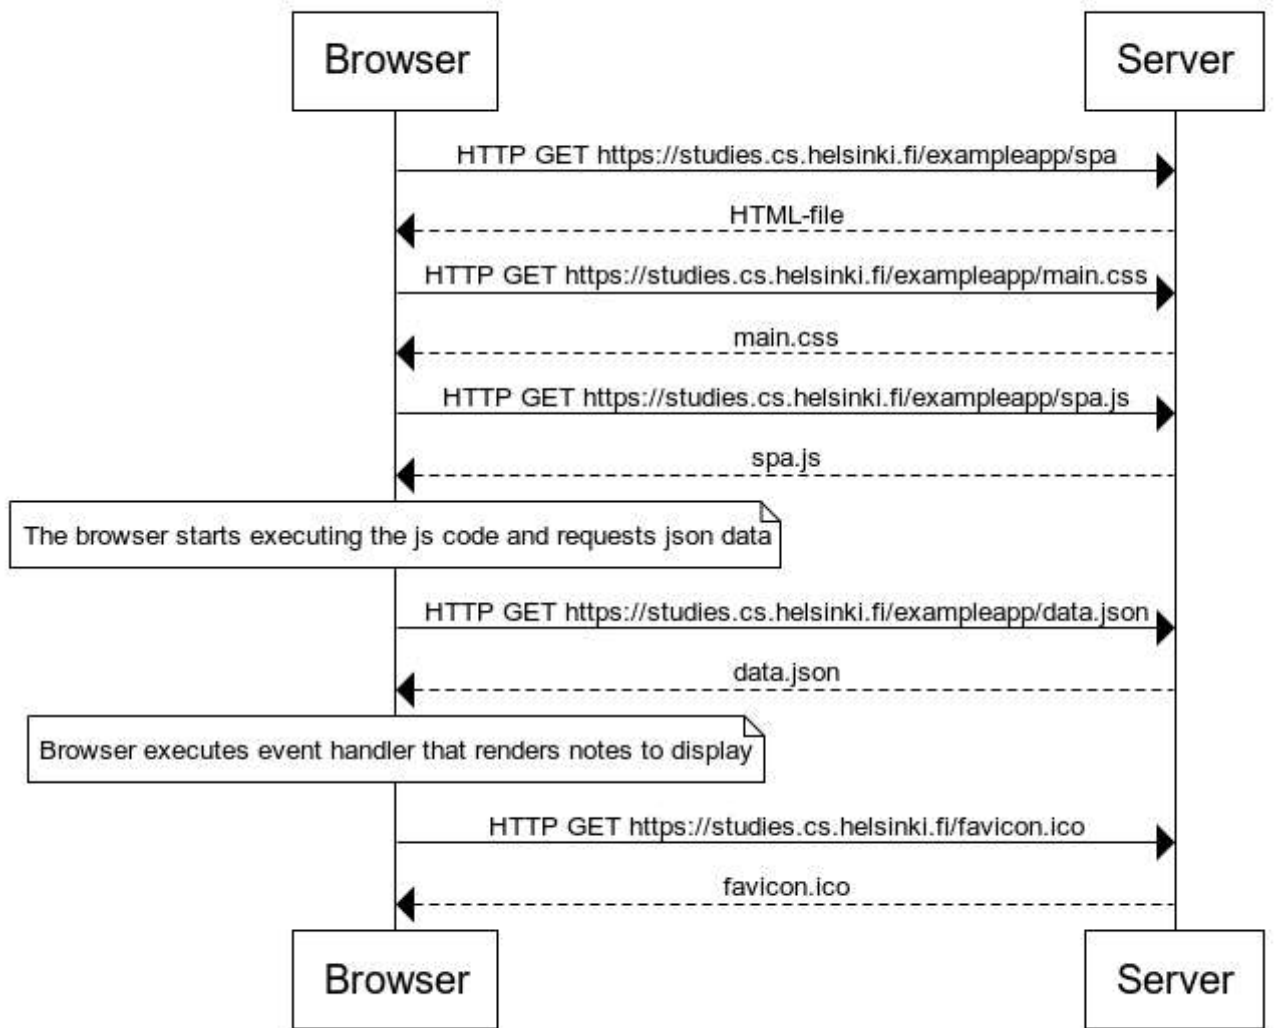 Browser
Server
HTTP GET https://studies.cs.helsinki.fi/exampleapp/spa
HTML-file
HTTP GET https://studies.cs.helsinki.fi/exampleapp/main.css
main.css
HTTP GET https://studies.cs.helsinki.fi/exampleapp/spa.js
spa.js
The browser starts executing the js code and requests json data
HTTP GET https://studies.cs.helsinki.fi/exampleapp/data.json
data.json
Browser executes event handler that renders notes to display
HTTP GET https://studies.cs.helsinki.fi/favicon.ico
favicon.ico
Browser
Server